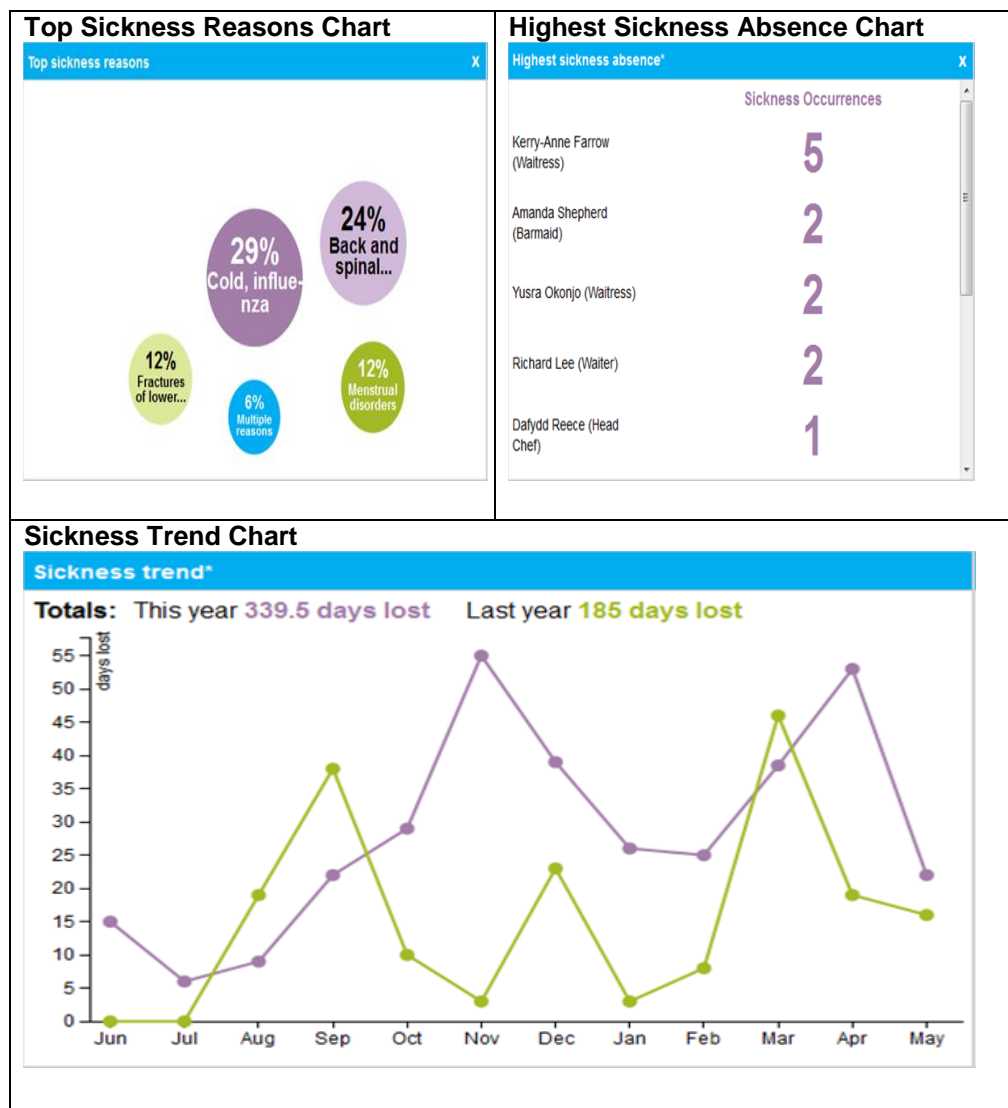 Top Sickness Reasons Chart
Top sickness reasons
X
29%
Cold, influe-
nza
24%
Back and
spinal...
12%
Fractures
of lower...
6%
Multiple
reasons
12%
Menstrual
disorders
Highest Sickness Absence Chart
Highest sickness absence*
X
Sickness Occurrences
Kerry-Anne Farrow
(Waitress)
5
Amanda Shepherd
(Barmaid)
2
Yusra Okonjo (Waitress)
2
Richard Lee (Waiter)
2
Dafydd Reece (Head
Chef)
1
Sickness Trend Chart
Sickness trend*
Totals: This year 339.5 days lost Last year 185 days lost
days lost
55
50
45
40
35
30
25
20
15
10
5
0
Jun Jul Aug Sep Oct Nov Dec Jan Feb Mar Apr May